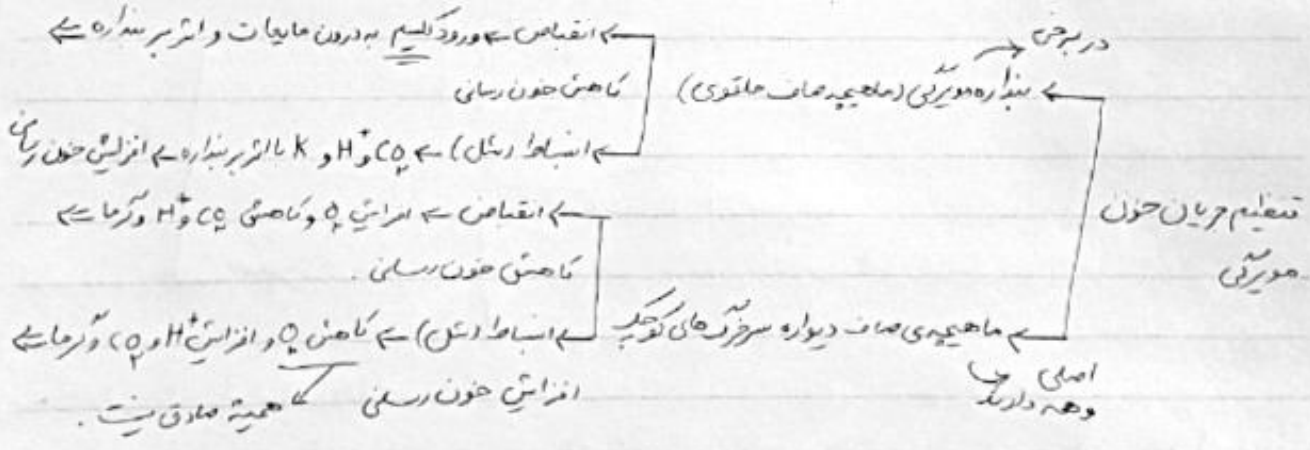 در برخی
بنداره مویرگی (ماهیچه صاف حلقوی)
انقباض ← ورود کلسیم به درون مایعات و اثر بر بنداره ←
کاهش خون رسانی
انبساط (شل) ← CO₂ و H⁺ و K با اثر بر بنداره ← افزایش خون رسانی
تنظیم جریان خون
مویرگی
انقباض ← افزایش O₂ و کاهش CO₂ و H⁺ و گرما ←
کاهش خون رسانی.
ماهیچه‌ی صاف دیواره سرخرگ های کوچک
اصلی
و همه دارند
انبساط (شل) ← کاهش O₂ و افزایش H⁺ و CO₂ و گرما ←
افزایش خون رسانی
همیشه صادق نیست.